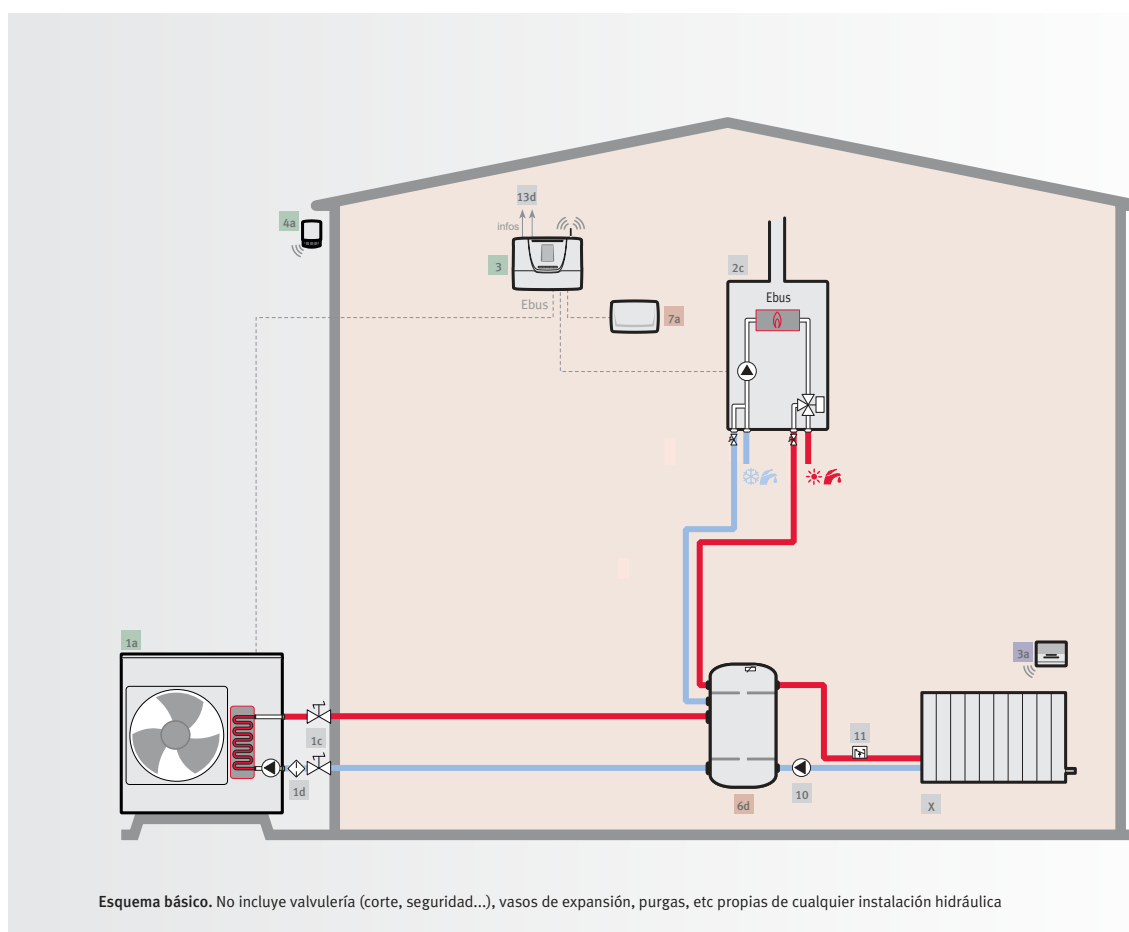 13d
4a
infos
3
2c
Ebus
Ebus
7a
1a
3a
1c
11
1d
10
6d
X
Esquema básico. No incluye valvulería (corte, seguridad...), vasos de expansión, purgas, etc propias de cualquier instalación hidráulica